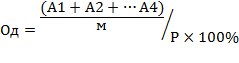 Од = (А1 + А2 + ⋯ А4) / м / Р × 100%